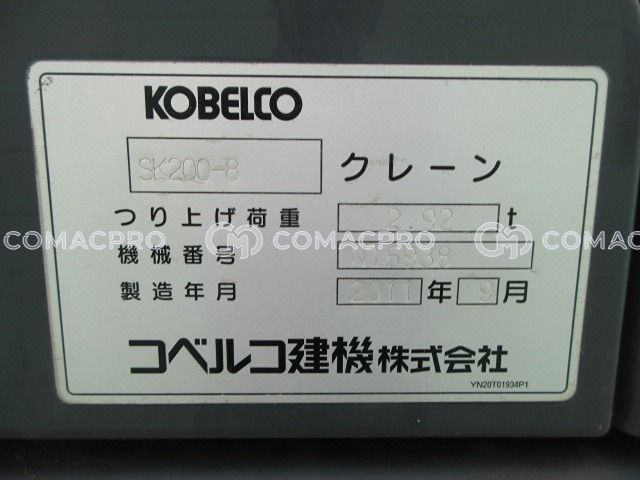 KOBELCO
SK200-8 クレーン
つり上げ荷重 2.92 t
COMACPRO COMACPRO COMACPRO
機械番号
製造年月 2011 年 9 月
コベルコ建機株式会社
YN20T01934P1